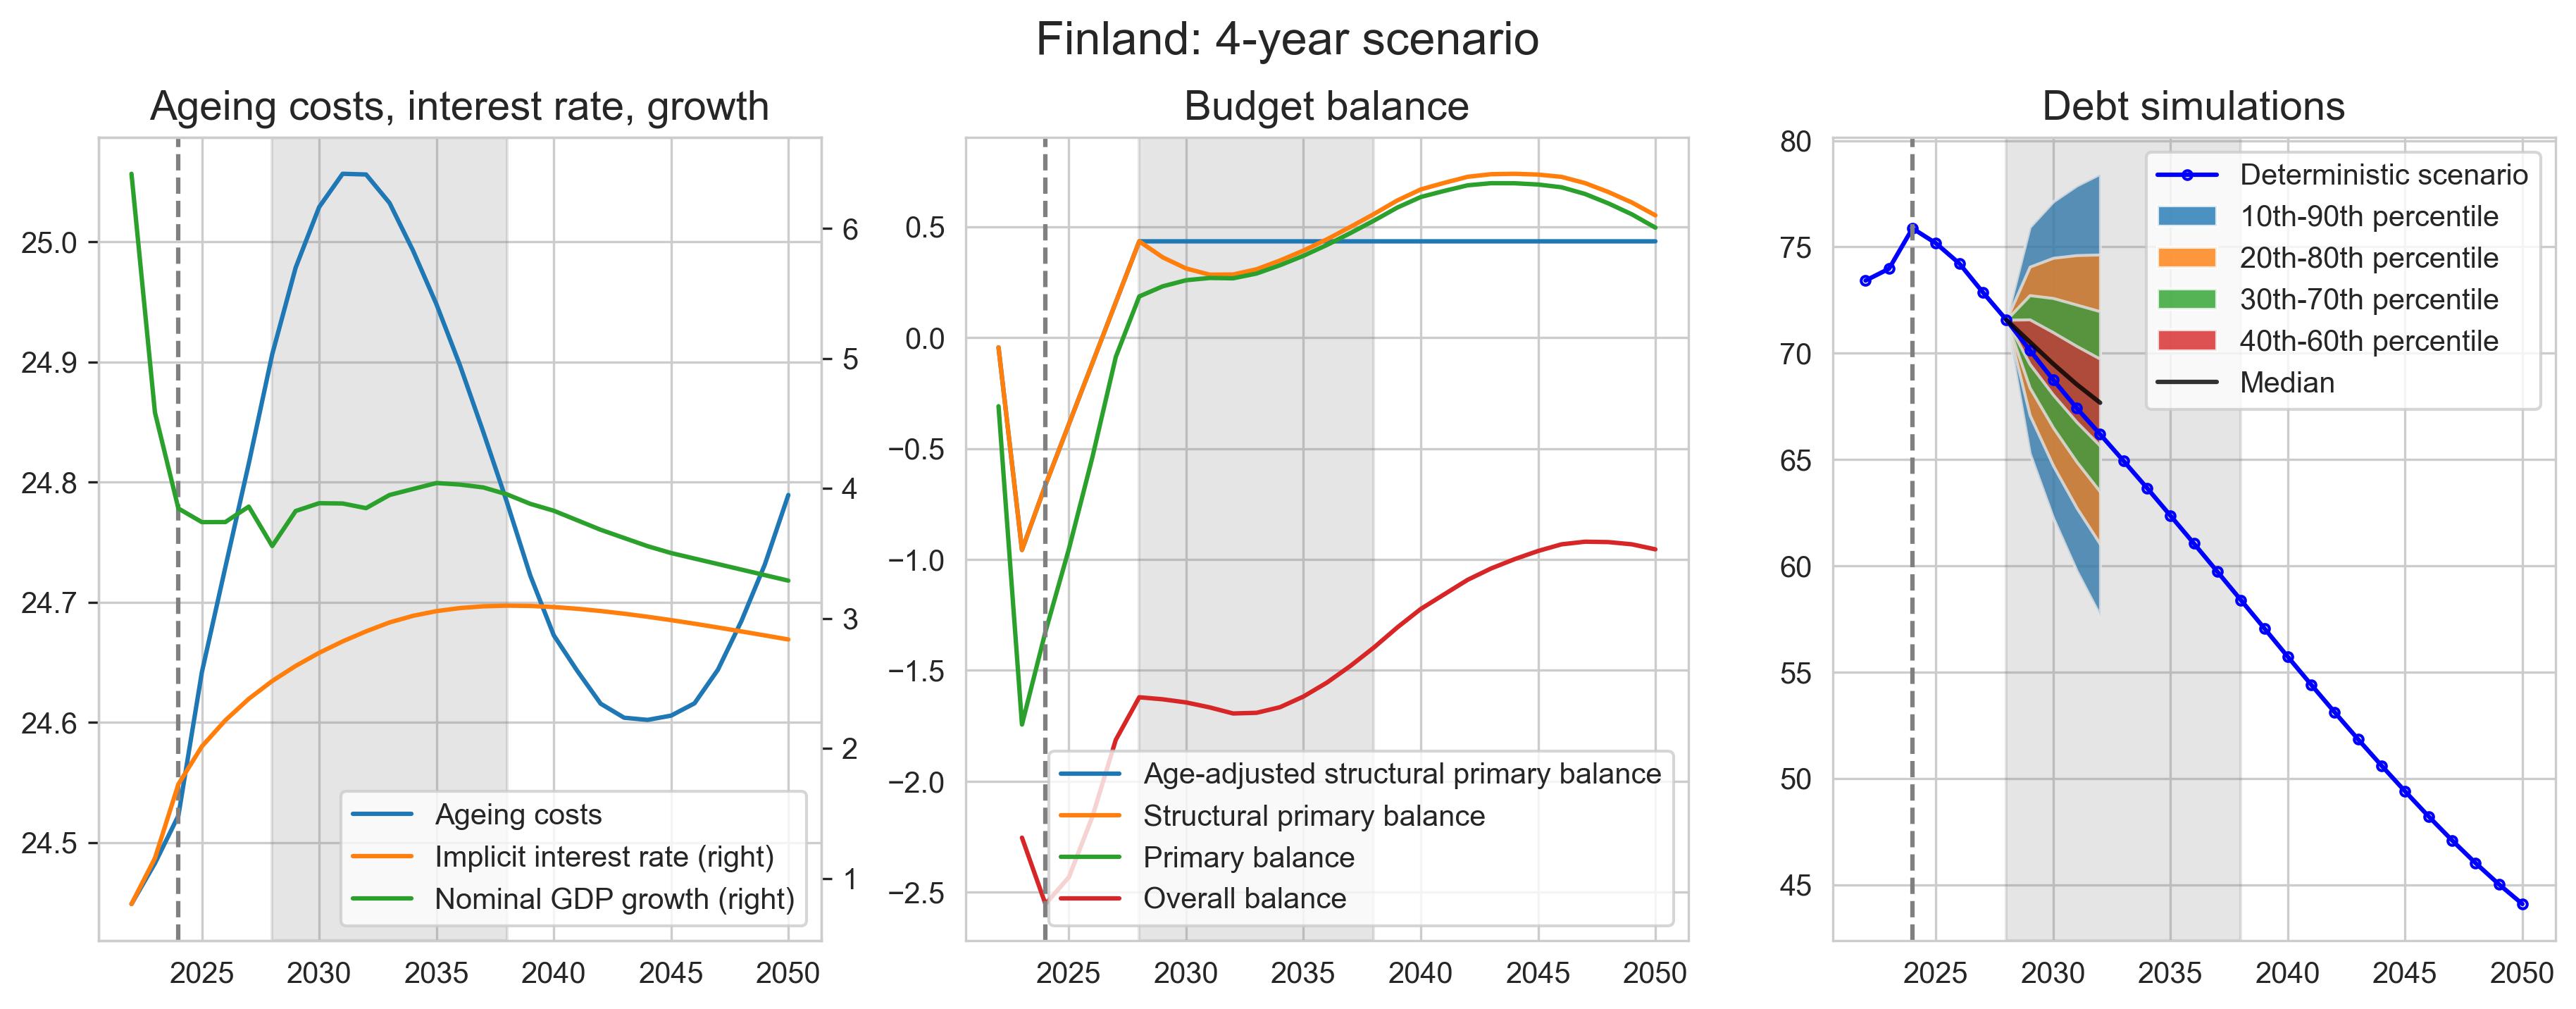 Finland: 4-year scenario
Ageing costs, interest rate, growth
25.0
24.9
24.8
24.7
24.6
24.5
6
5
4
3
2
1
2025 2030 2035 2040 2045 2050
Ageing costs
Implicit interest rate (right)
Nominal GDP growth (right)
Budget balance
0.5
0.0
−0.5
−1.0
−1.5
−2.0
−2.5
2025 2030 2035 2040 2045 2050
Age-adjusted structural primary balance
Structural primary balance
Primary balance
Overall balance
Debt simulations
80
75
70
65
60
55
50
45
2025 2030 2035 2040 2045 2050
Deterministic scenario
10th-90th percentile
20th-80th percentile
30th-70th percentile
40th-60th percentile
Median